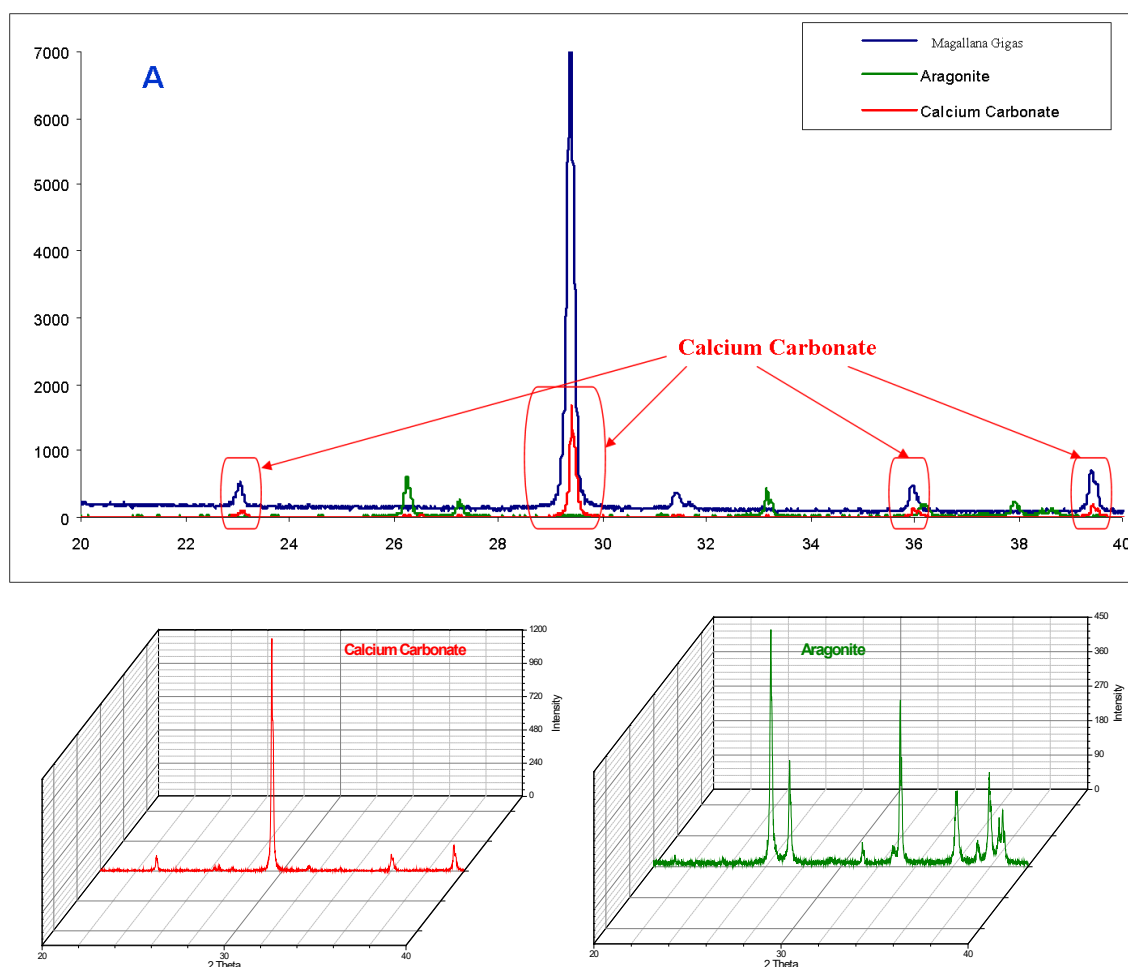 7000
6000
5000
4000
3000
2000
1000
0
A
Magallana Gigas
Aragonite
Calcium Carbonate
Calcium Carbonate
20 22 24 26 28 30 32 34 36 38 40
Calcium Carbonate
1200
960
720
480
240
0
Intensity
20 30 40
2 Theta
Aragonite
450
360
270
180
90
0
Intensity
20 30 40
2 Theta